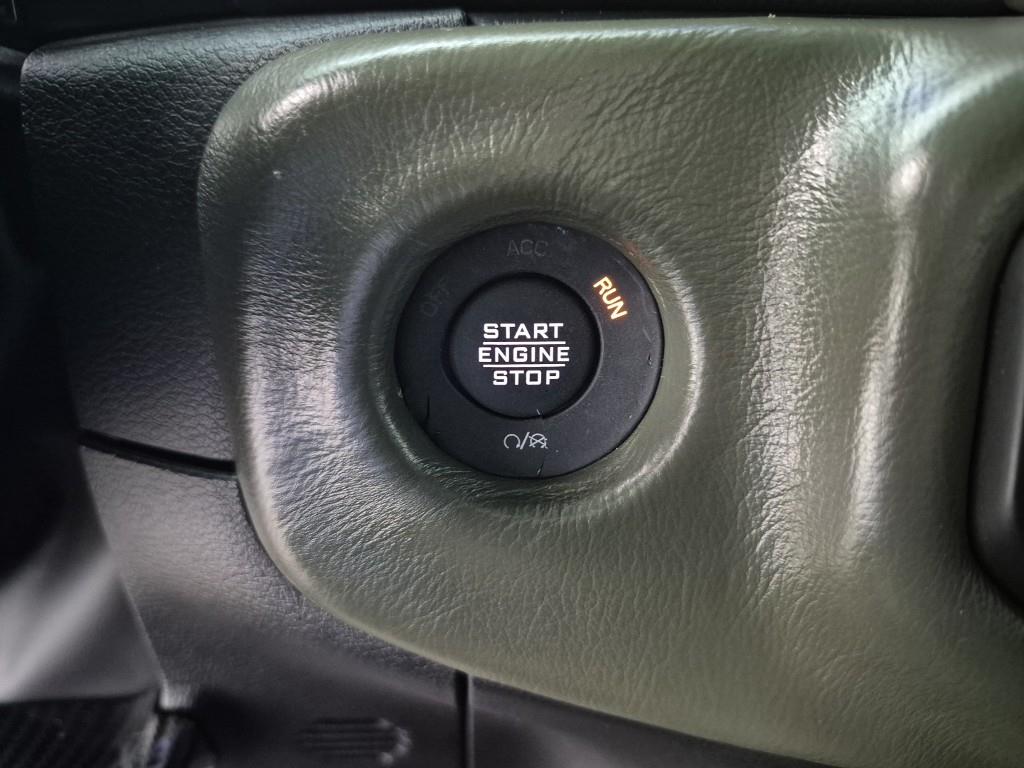 ACC
OFF
RUN
START
ENGINE
STOP